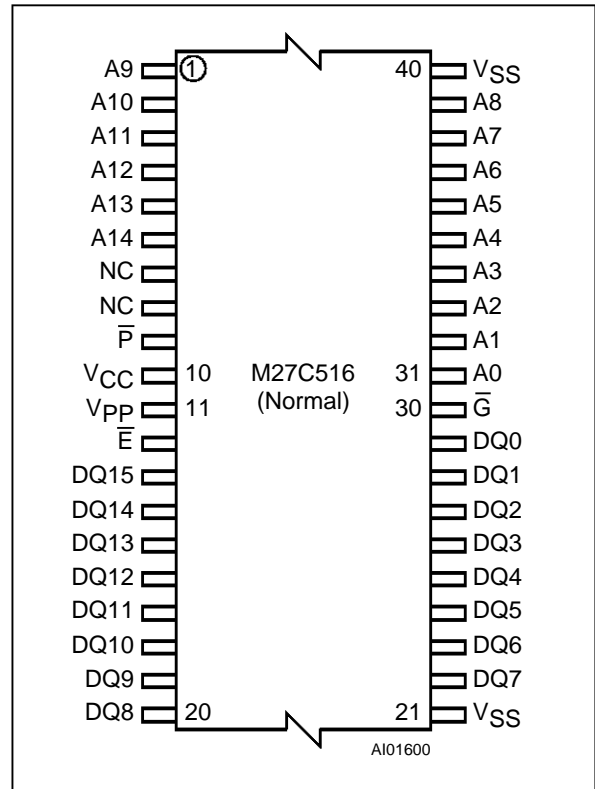 A9 ① 40 VSS
A10 A8
A11 A7
A12 A6
A13 A5
A14 A4
NC A3
NC A2
P̅ A1
VCC 10 M27C516 31 A0
VPP 11 (Normal) 30 G̅
E̅ DQ0
DQ15 DQ1
DQ14 DQ2
DQ13 DQ3
DQ12 DQ4
DQ11 DQ5
DQ10 DQ6
DQ9 DQ7
DQ8 20 21 VSS
AI01600